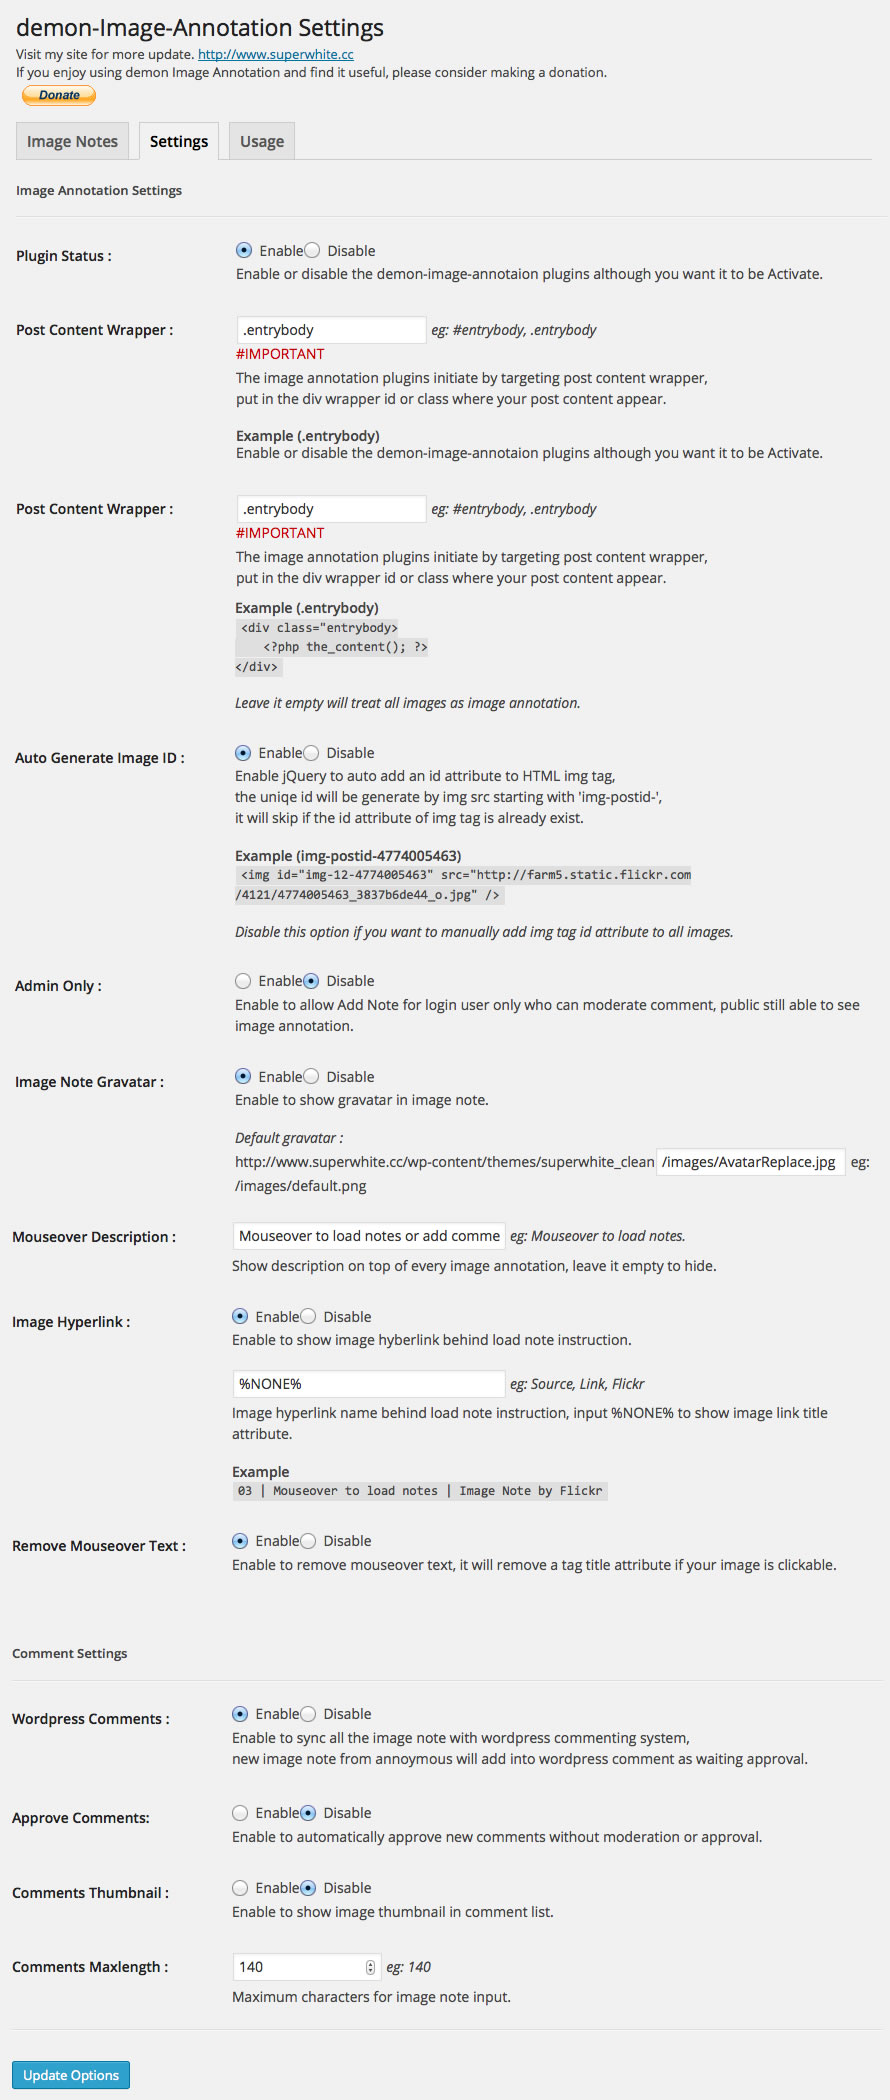 demon-Image-Annotation Settings
Visit my site for more update. http://www.superwhite.cc
If you enjoy using demon Image Annotation and find it useful, please consider making a donation.
Donate
Image Notes Settings Usage
Image Annotation Settings
Plugin Status : Enable Disable
Enable or disable the demon-image-annotaion plugins although you want it to be Activate.
Post Content Wrapper : .entrybody eg: #entrybody, .entrybody
#IMPORTANT
The image annotation plugins initiate by targeting post content wrapper,
put in the div wrapper id or class where your post content appear.
Example (.entrybody)
Enable or disable the demon-image-annotaion plugins although you want it to be Activate.
Post Content Wrapper : .entrybody eg: #entrybody, .entrybody
#IMPORTANT
The image annotation plugins initiate by targeting post content wrapper,
put in the div wrapper id or class where your post content appear.
Example (.entrybody)
<div class="entrybody>
<?php the_content(); ?>
</div>
Leave it empty will treat all images as image annotation.
Auto Generate Image ID : Enable Disable
Enable jQuery to auto add an id attribute to HTML img tag,
the uniqe id will be generate by img src starting with 'img-postid-',
it will skip if the id attribute of img tag is already exist.
Example (img-postid-4774005463)
<img id="img-12-4774005463" src="http://farm5.static.flickr.com
/4121/4774005463_3837b6de44_o.jpg" />
Disable this option if you want to manually add img tag id attribute to all images.
Admin Only : Enable Disable
Enable to allow Add Note for login user only who can moderate comment, public still able to see
image annotation.
Image Note Gravatar : Enable Disable
Enable to show gravatar in image note.
Default gravatar :
http://www.superwhite.cc/wp-content/themes/superwhite_clean /images/AvatarReplace.jpg eg:
/images/default.png
Mouseover Description : Mouseover to load notes or add comme eg: Mouseover to load notes.
Show description on top of every image annotation, leave it empty to hide.
Image Hyperlink : Enable Disable
Enable to show image hyberlink behind load note instruction.
%NONE% eg: Source, Link, Flickr
Image hyperlink name behind load note instruction, input %NONE% to show image link title
attribute.
Example
03 | Mouseover to load notes | Image Note by Flickr
Remove Mouseover Text : Enable Disable
Enable to remove mouseover text, it will remove a tag title attribute if your image is clickable.
Comment Settings
Wordpress Comments : Enable Disable
Enable to sync all the image note with wordpress commenting system,
new image note from annoymous will add into wordpress comment as waiting approval.
Approve Comments: Enable Disable
Enable to automatically approve new comments without moderation or approval.
Comments Thumbnail : Enable Disable
Enable to show image thumbnail in comment list.
Comments Maxlength : 140 eg: 140
Maximum characters for image note input.
Update Options